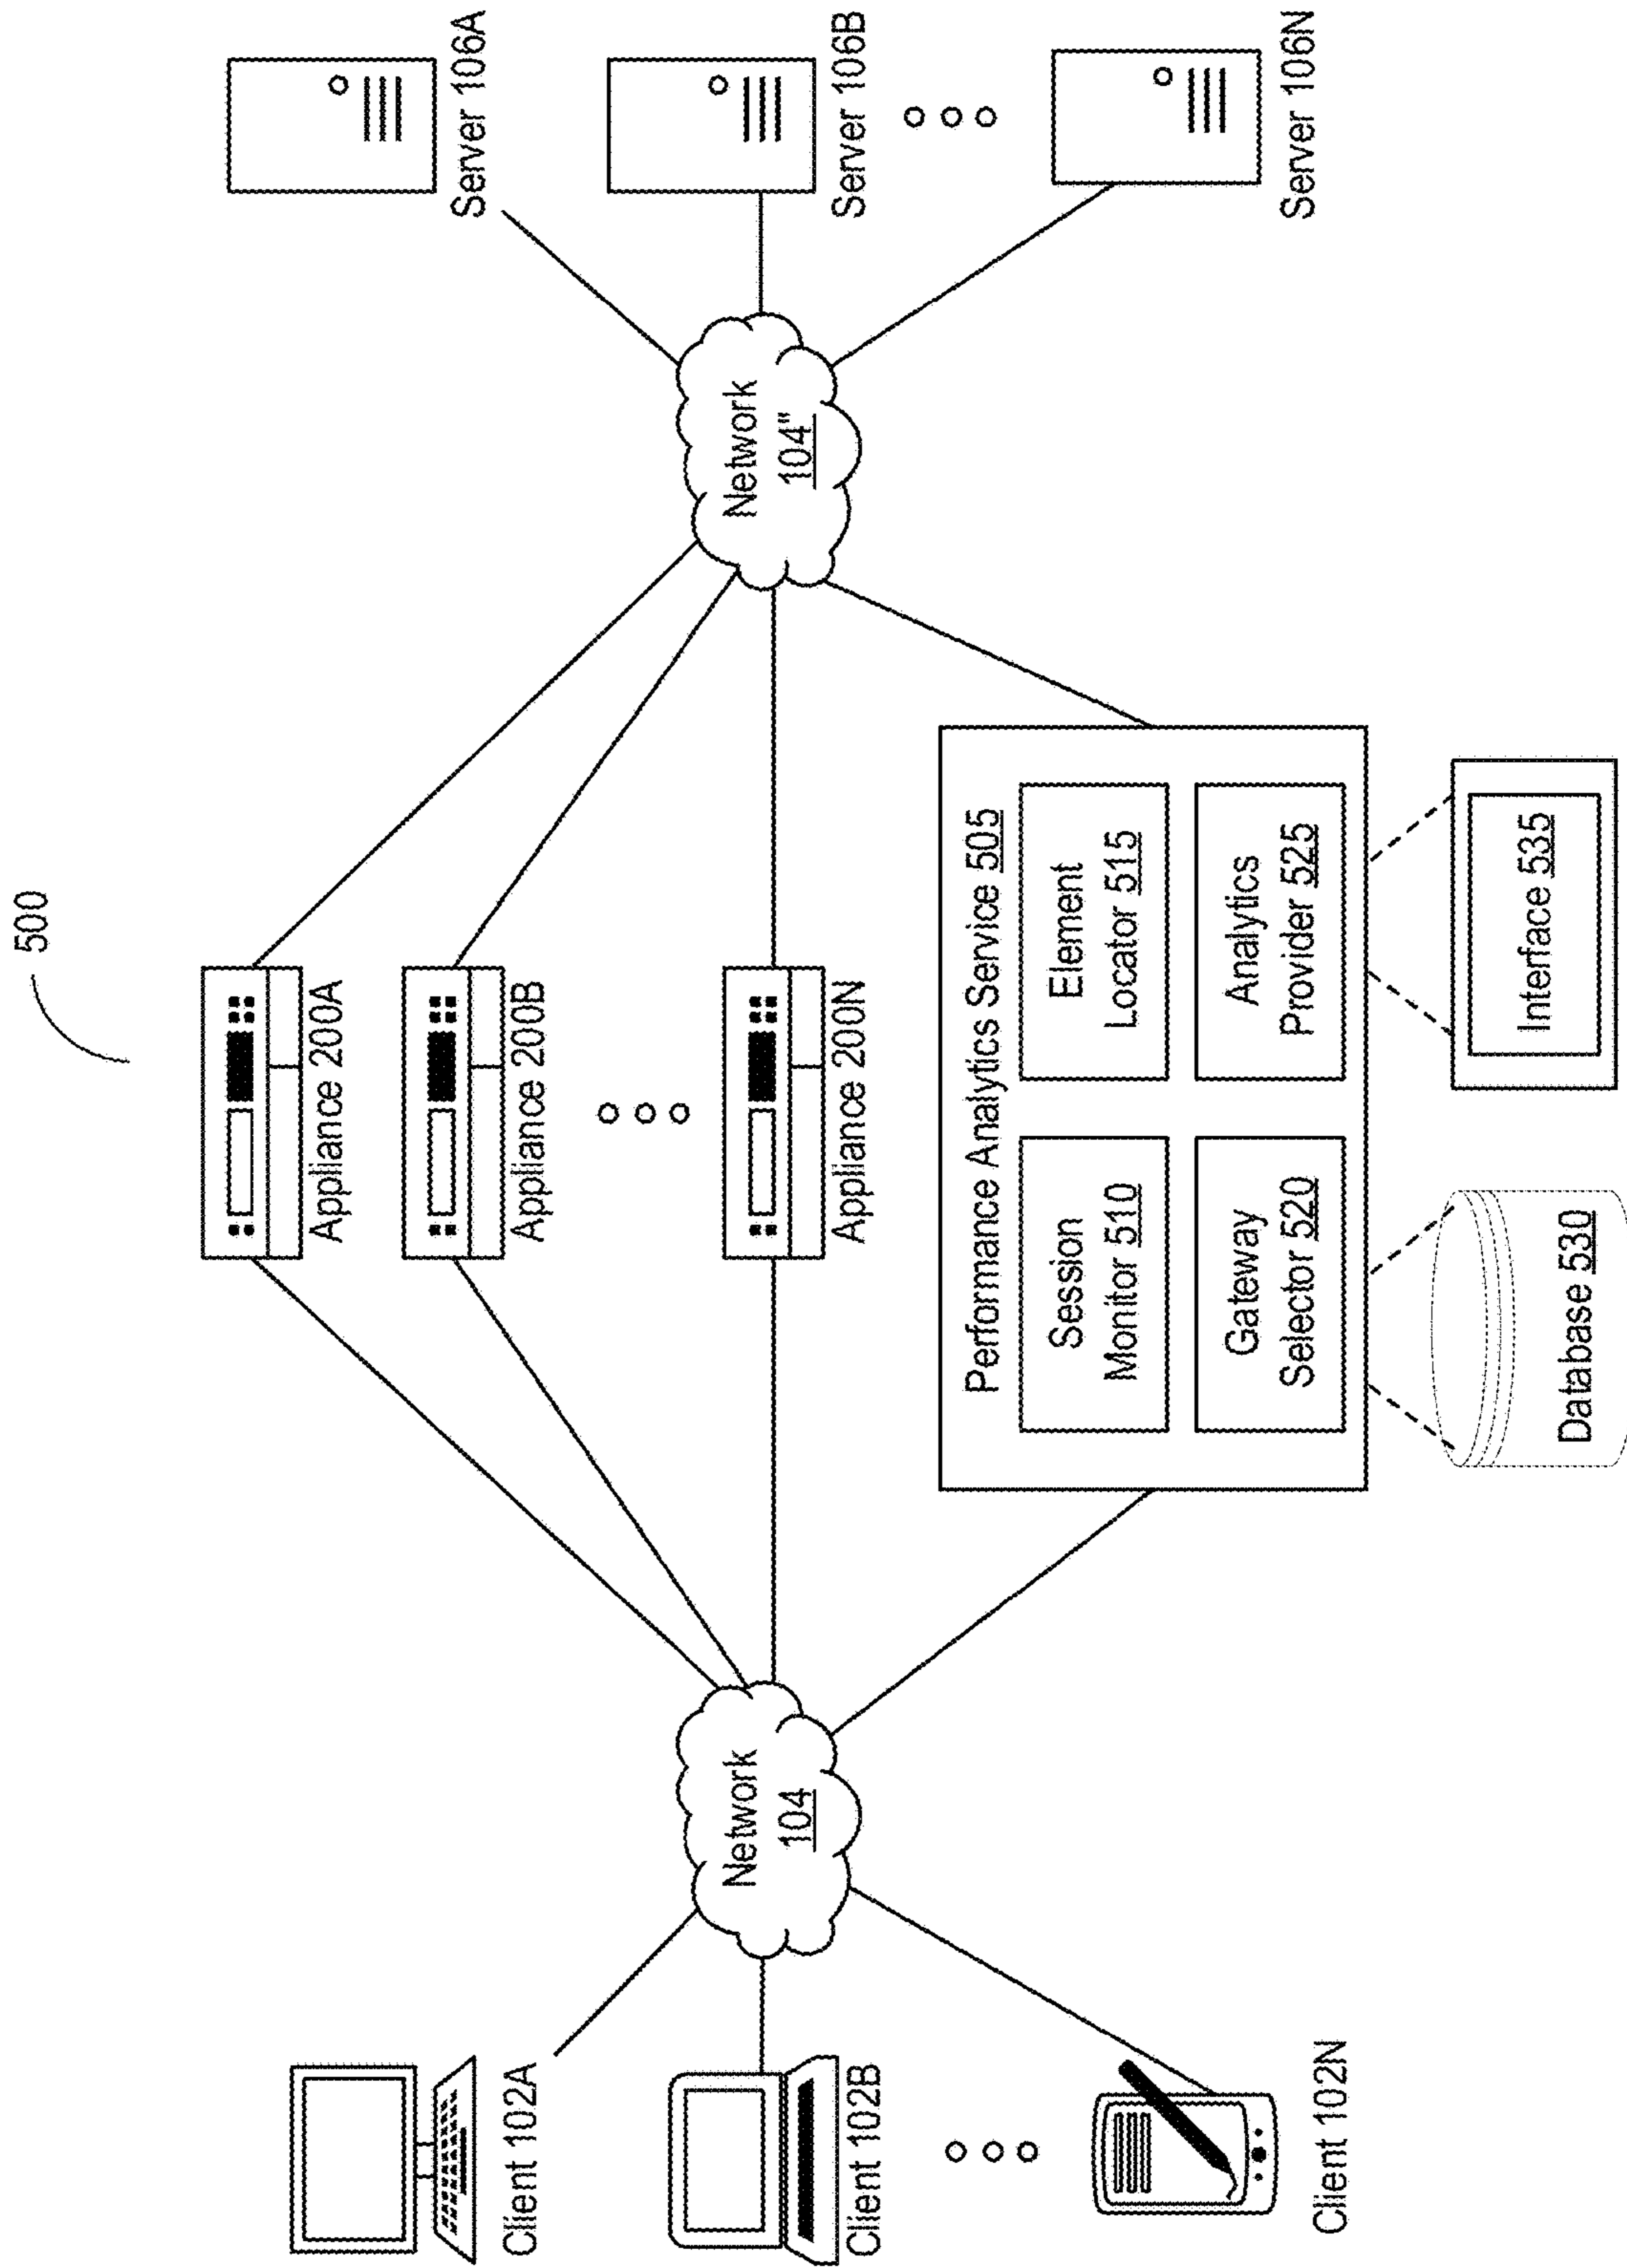 500
Client 102A
Client 102B
Client 102N
Network
104
Appliance 200A
Appliance 200B
Appliance 200N
Performance Analytics Service 505
Session
Monitor 510
Element
Locator 515
Gateway
Selector 520
Analytics
Provider 525
Database 530
Interface 535
Network
104"
Server 106A
Server 106B
Server 106N